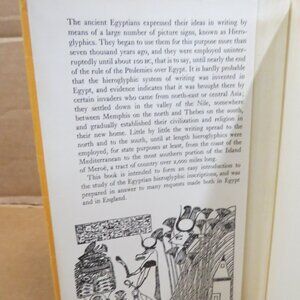 The ancient Egyptians expressed their ideas in writing by
means of a large number of picture signs, known as Hiero-
glyphics. They began to use them for this purpose more than
seven thousand years ago, and they were employed uninter-
ruptedly until about 100 BC, that is to say, until nearly the end
of the rule of the Ptolemies over Egypt. It is hardly probable
that the hieroglyphic system of writing was invented in
Egypt, and evidence indicates that it was brought there by
certain invaders who came from north-east or central Asia;
they settled down in the valley of the Nile, somewhere
between Memphis on the north and Thebes on the south,
and gradually established their civilization and religion in
their new home. Little by little the writing spread to the
north and to the south, until at length hieroglyphics were
employed, for state purposes at least, from the coast of the
Mediterranean to the most southern portion of the Island
of Meroë, a tract of country over 2,000 miles long.
This book is intended to form an easy introduction to
the study of the Egyptian hieroglyphic inscriptions, and was
prepared in answer to many requests made both in Egypt
and in England.